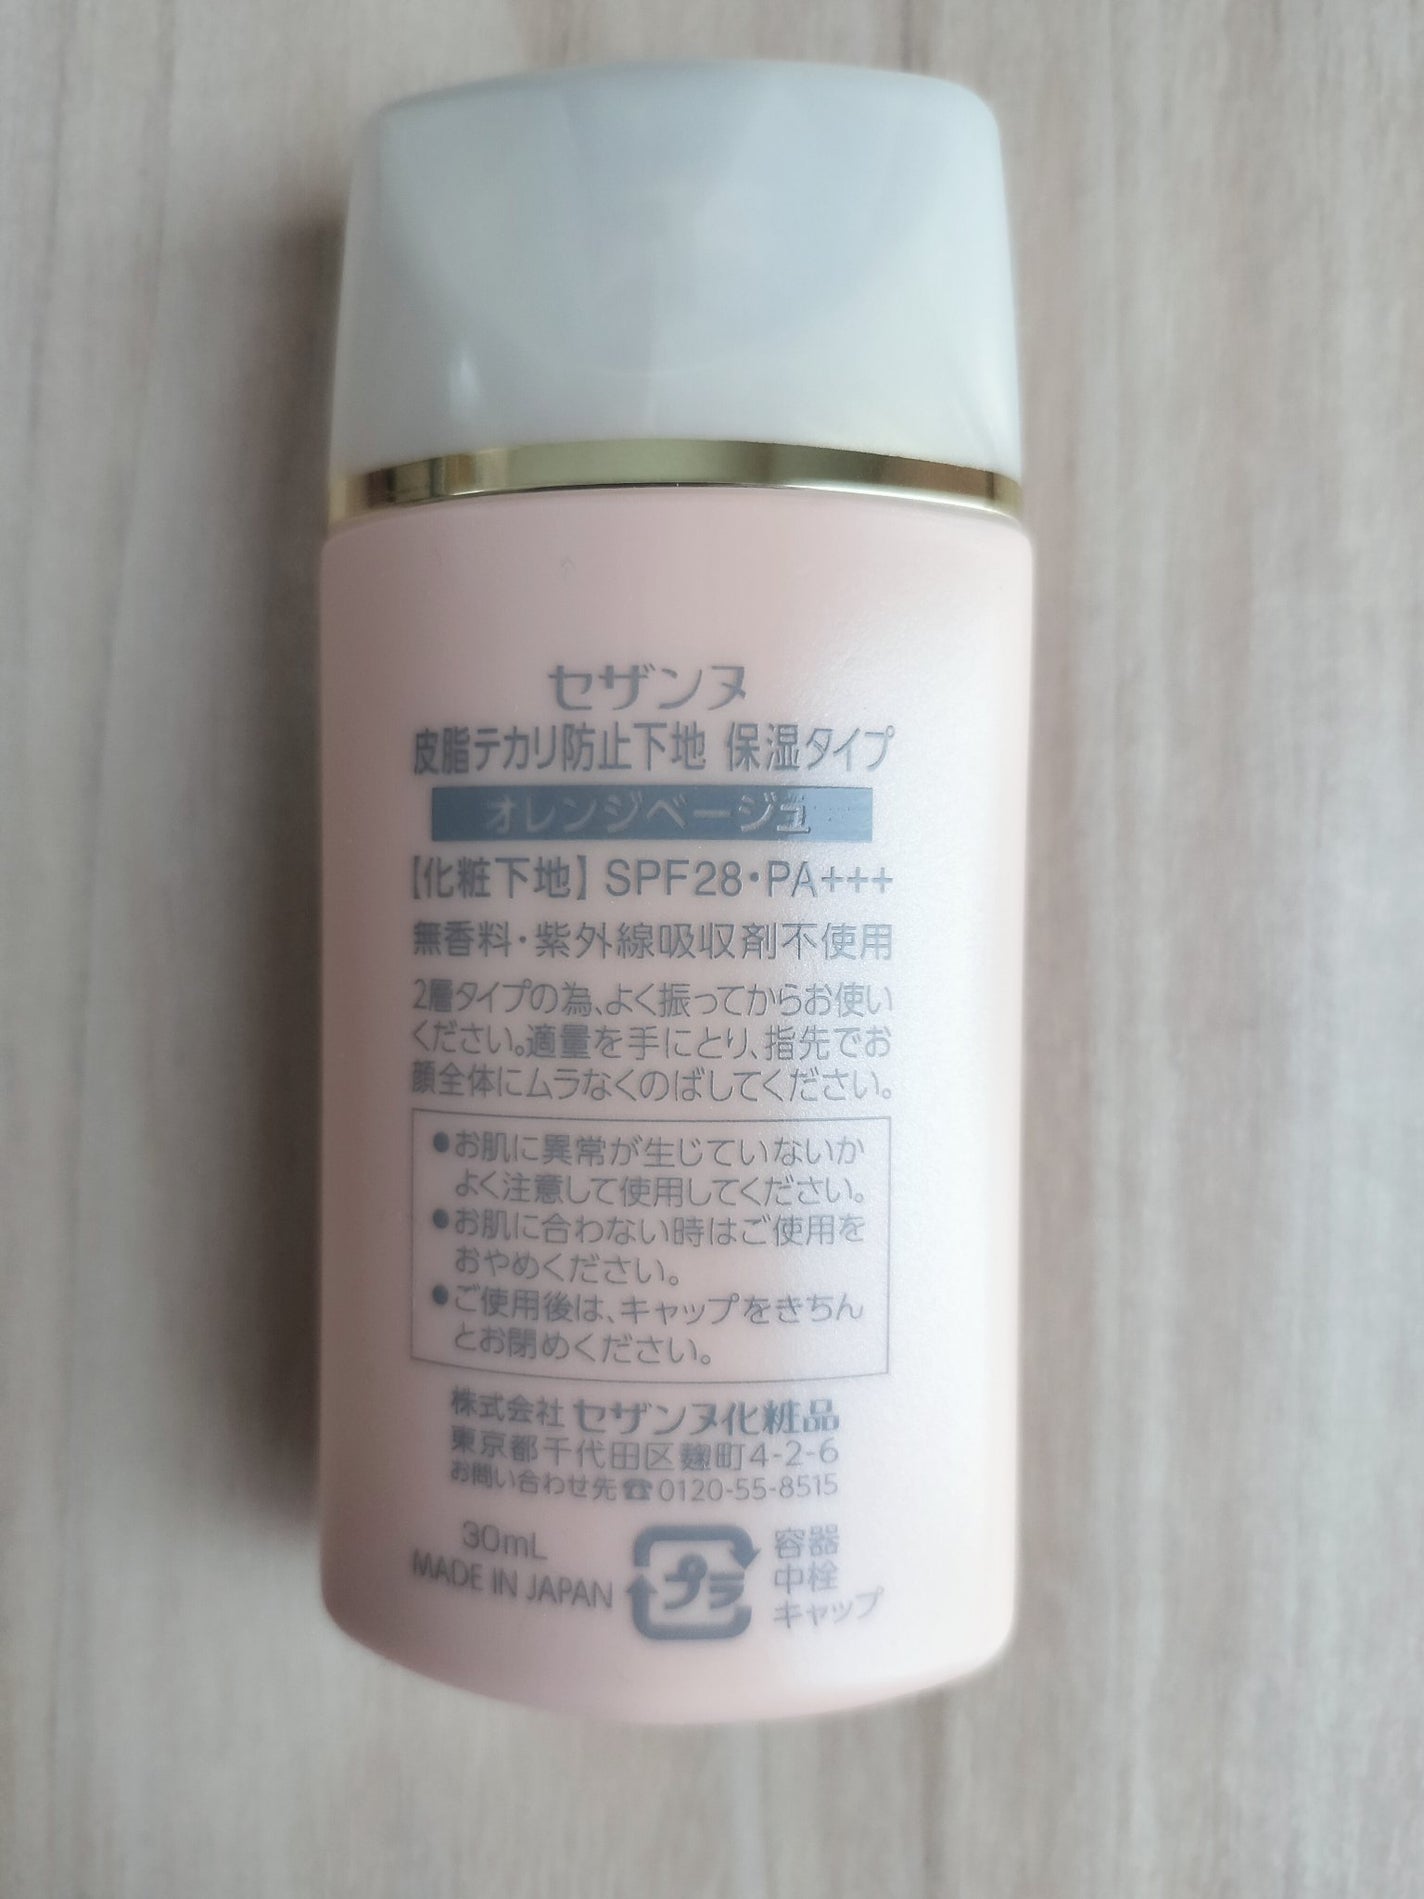 セザンヌ
皮脂テカリ防止下地 保湿タイプ
オレンジベージュ
【化粧下地】SPF28・PA+++
無香料・紫外線吸収剤不使用
2層タイプの為、よく振ってからお使い
ください。適量を手にとり、指先でお
顔全体にムラなくのばしてください。
●お肌に異常が生じていないか
よく注意して使用してください。
●お肌に合わない時はご使用を
おやめください。
●ご使用後は、キャップをきちん
とお閉めください。
株式会社 セザンヌ化粧品
東京都千代田区麹町4-2-6
お問い合わせ先☎0120-55-8515
30mL
MADE IN JAPAN
プラ
容器
中栓
キャップ